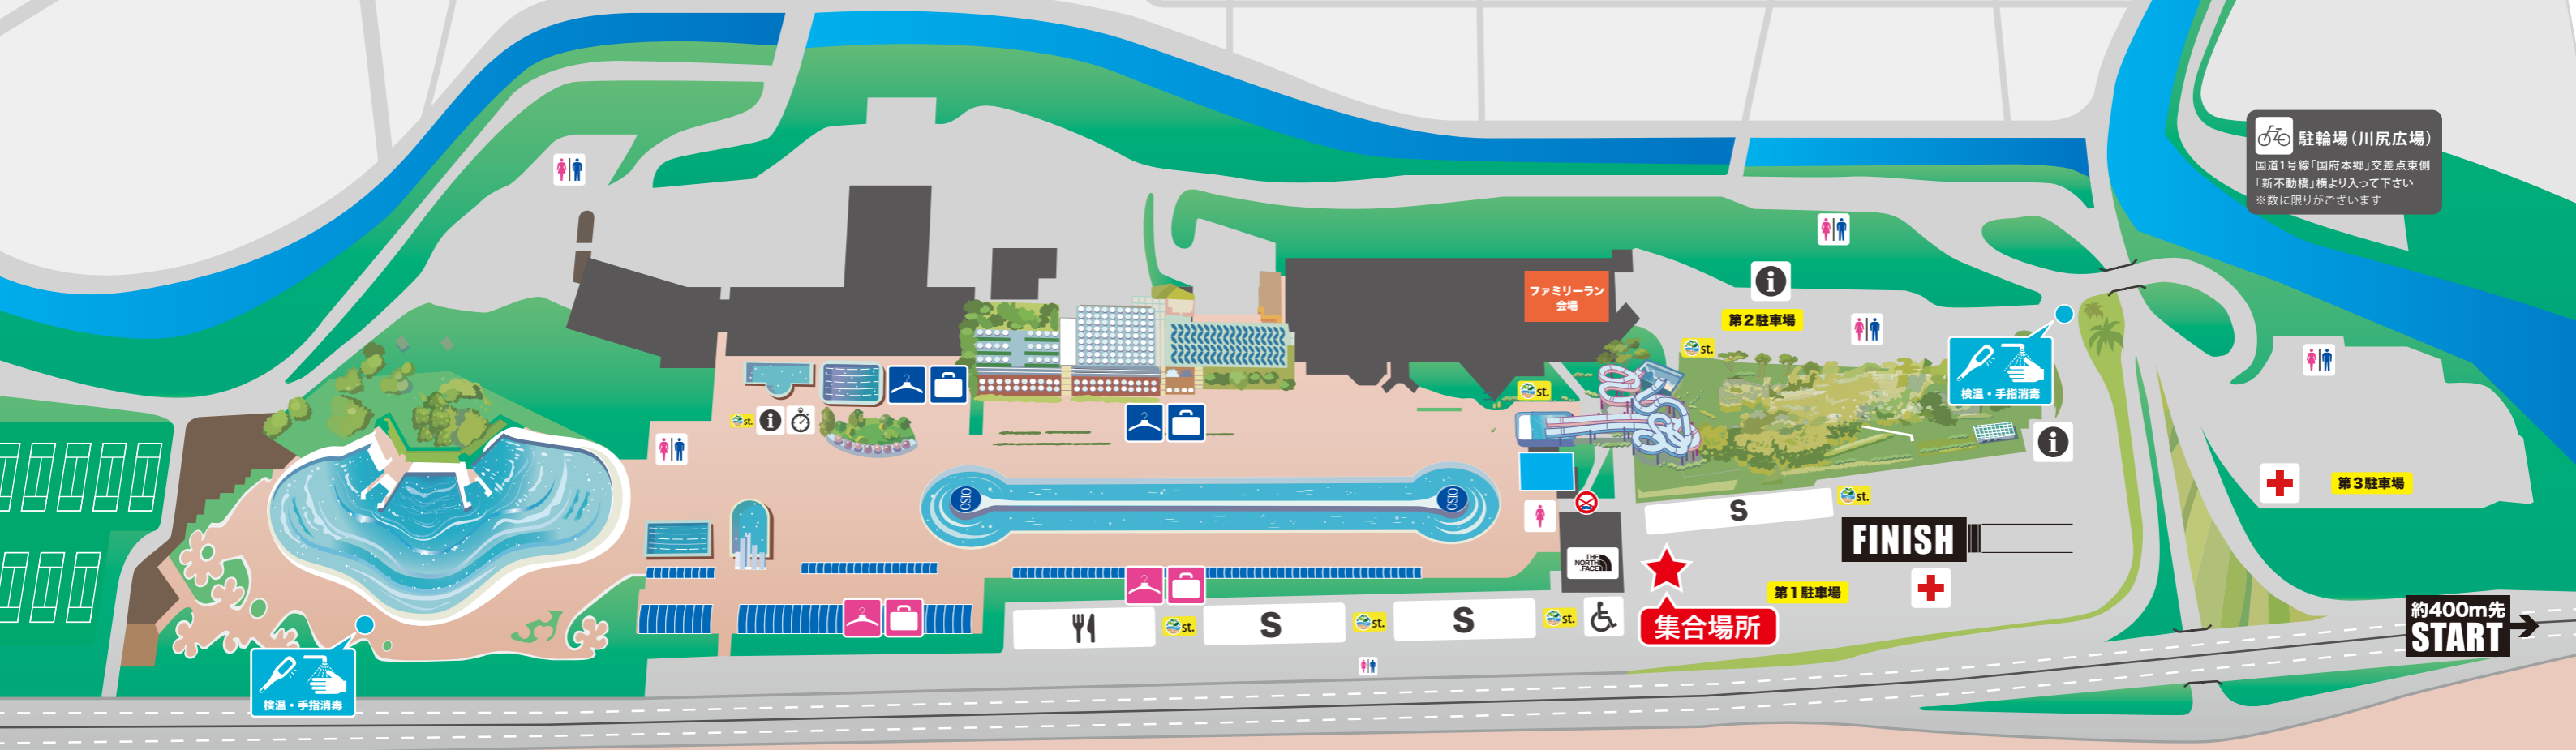 駐輪場(川尻広場)
国道1号線「国府本郷」交差点東側
「新不動橋」横より入って下さい
※数に限りがございます
ファミリーラン
会場
第2駐車場
st.
検温・手指消毒
st.
st.
OISO
OISO
第3駐車場
S
st.
FINISH
THE
NORTH
FACE
第1駐車場
S
S
st.
st.
st.
集合場所
約400m先
START
検温・手指消毒